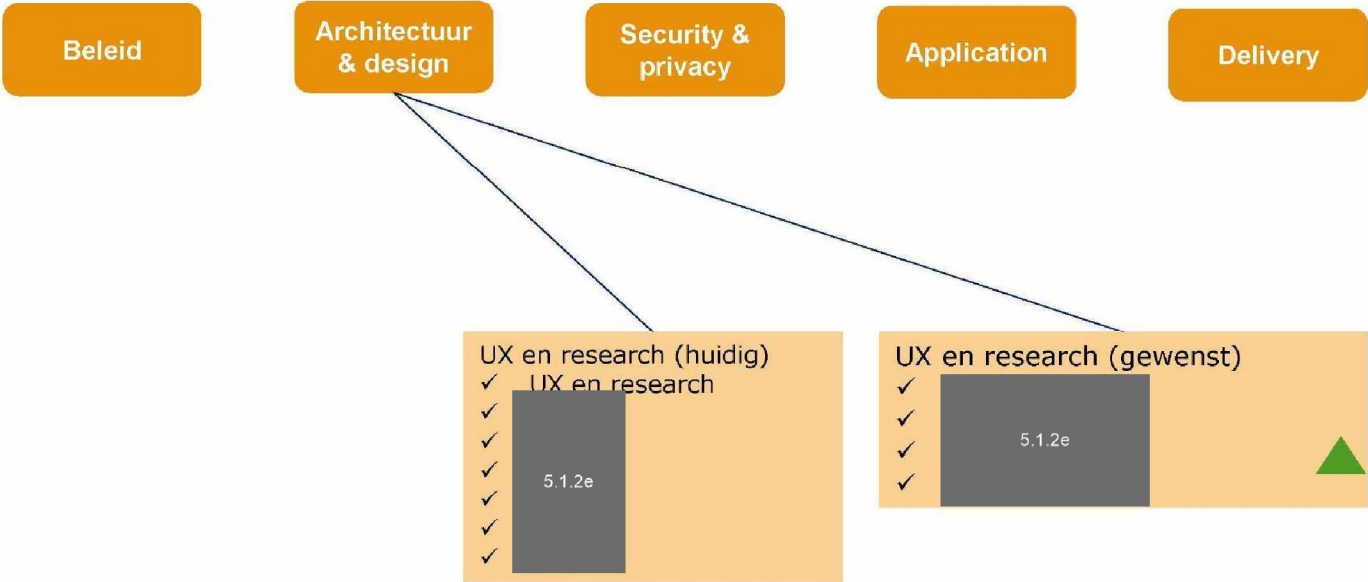 Beleid
Architectuur
& design
Security &
privacy
Application
Delivery
UX en research (huidig)
✓ UX en research
✓
✓
✓
✓
✓
✓
5.1.2e
UX en research (gewenst)
✓
✓
✓
✓
5.1.2e